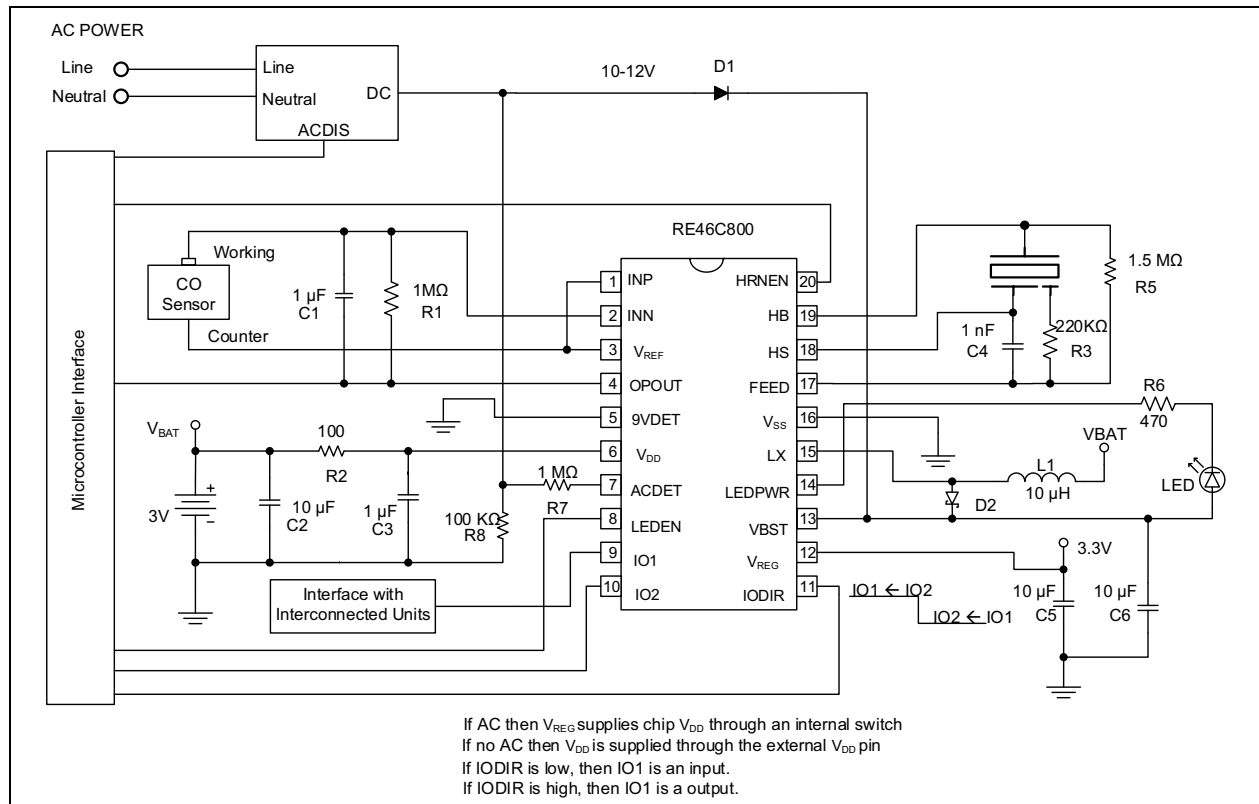 AC POWER
Line
Neutral
Line
Neutral
DC
ACDIS
10-12V
D1
Microcontroller Interface
RE46C800
Working
CO
Sensor
Counter
1 µF
C1
1MΩ
R1
1
INP
2
INN
3
VREF
4
OPOUT
5
9VDET
6
VDD
7
ACDET
8
LEDEN
9
IO1
10
IO2
HRNEN
20
HB
19
HS
18
FEED
17
VSS
16
LX
15
LEDPWR
14
VBST
13
VREG
12
IODIR
11
1.5 MΩ
R5
1 nF
C4
220KΩ
R3
R6
470
VBAT
L1
10 µH
LED
D2
VBAT
100
R2
+
3V
–
10 µF
C2
1 µF
C3
1 MΩ
R7
100 KΩ
R8
3.3V
10 µF
C5
10 µF
C6
Interface with
Interconnected Units
IO1 ← IO2
IO2 ← IO1
If AC then VREG supplies chip VDD through an internal switch
If no AC then VDD is supplied through the external VDD pin
If IODIR is low, then IO1 is an input.
If IODIR is high, then IO1 is a output.